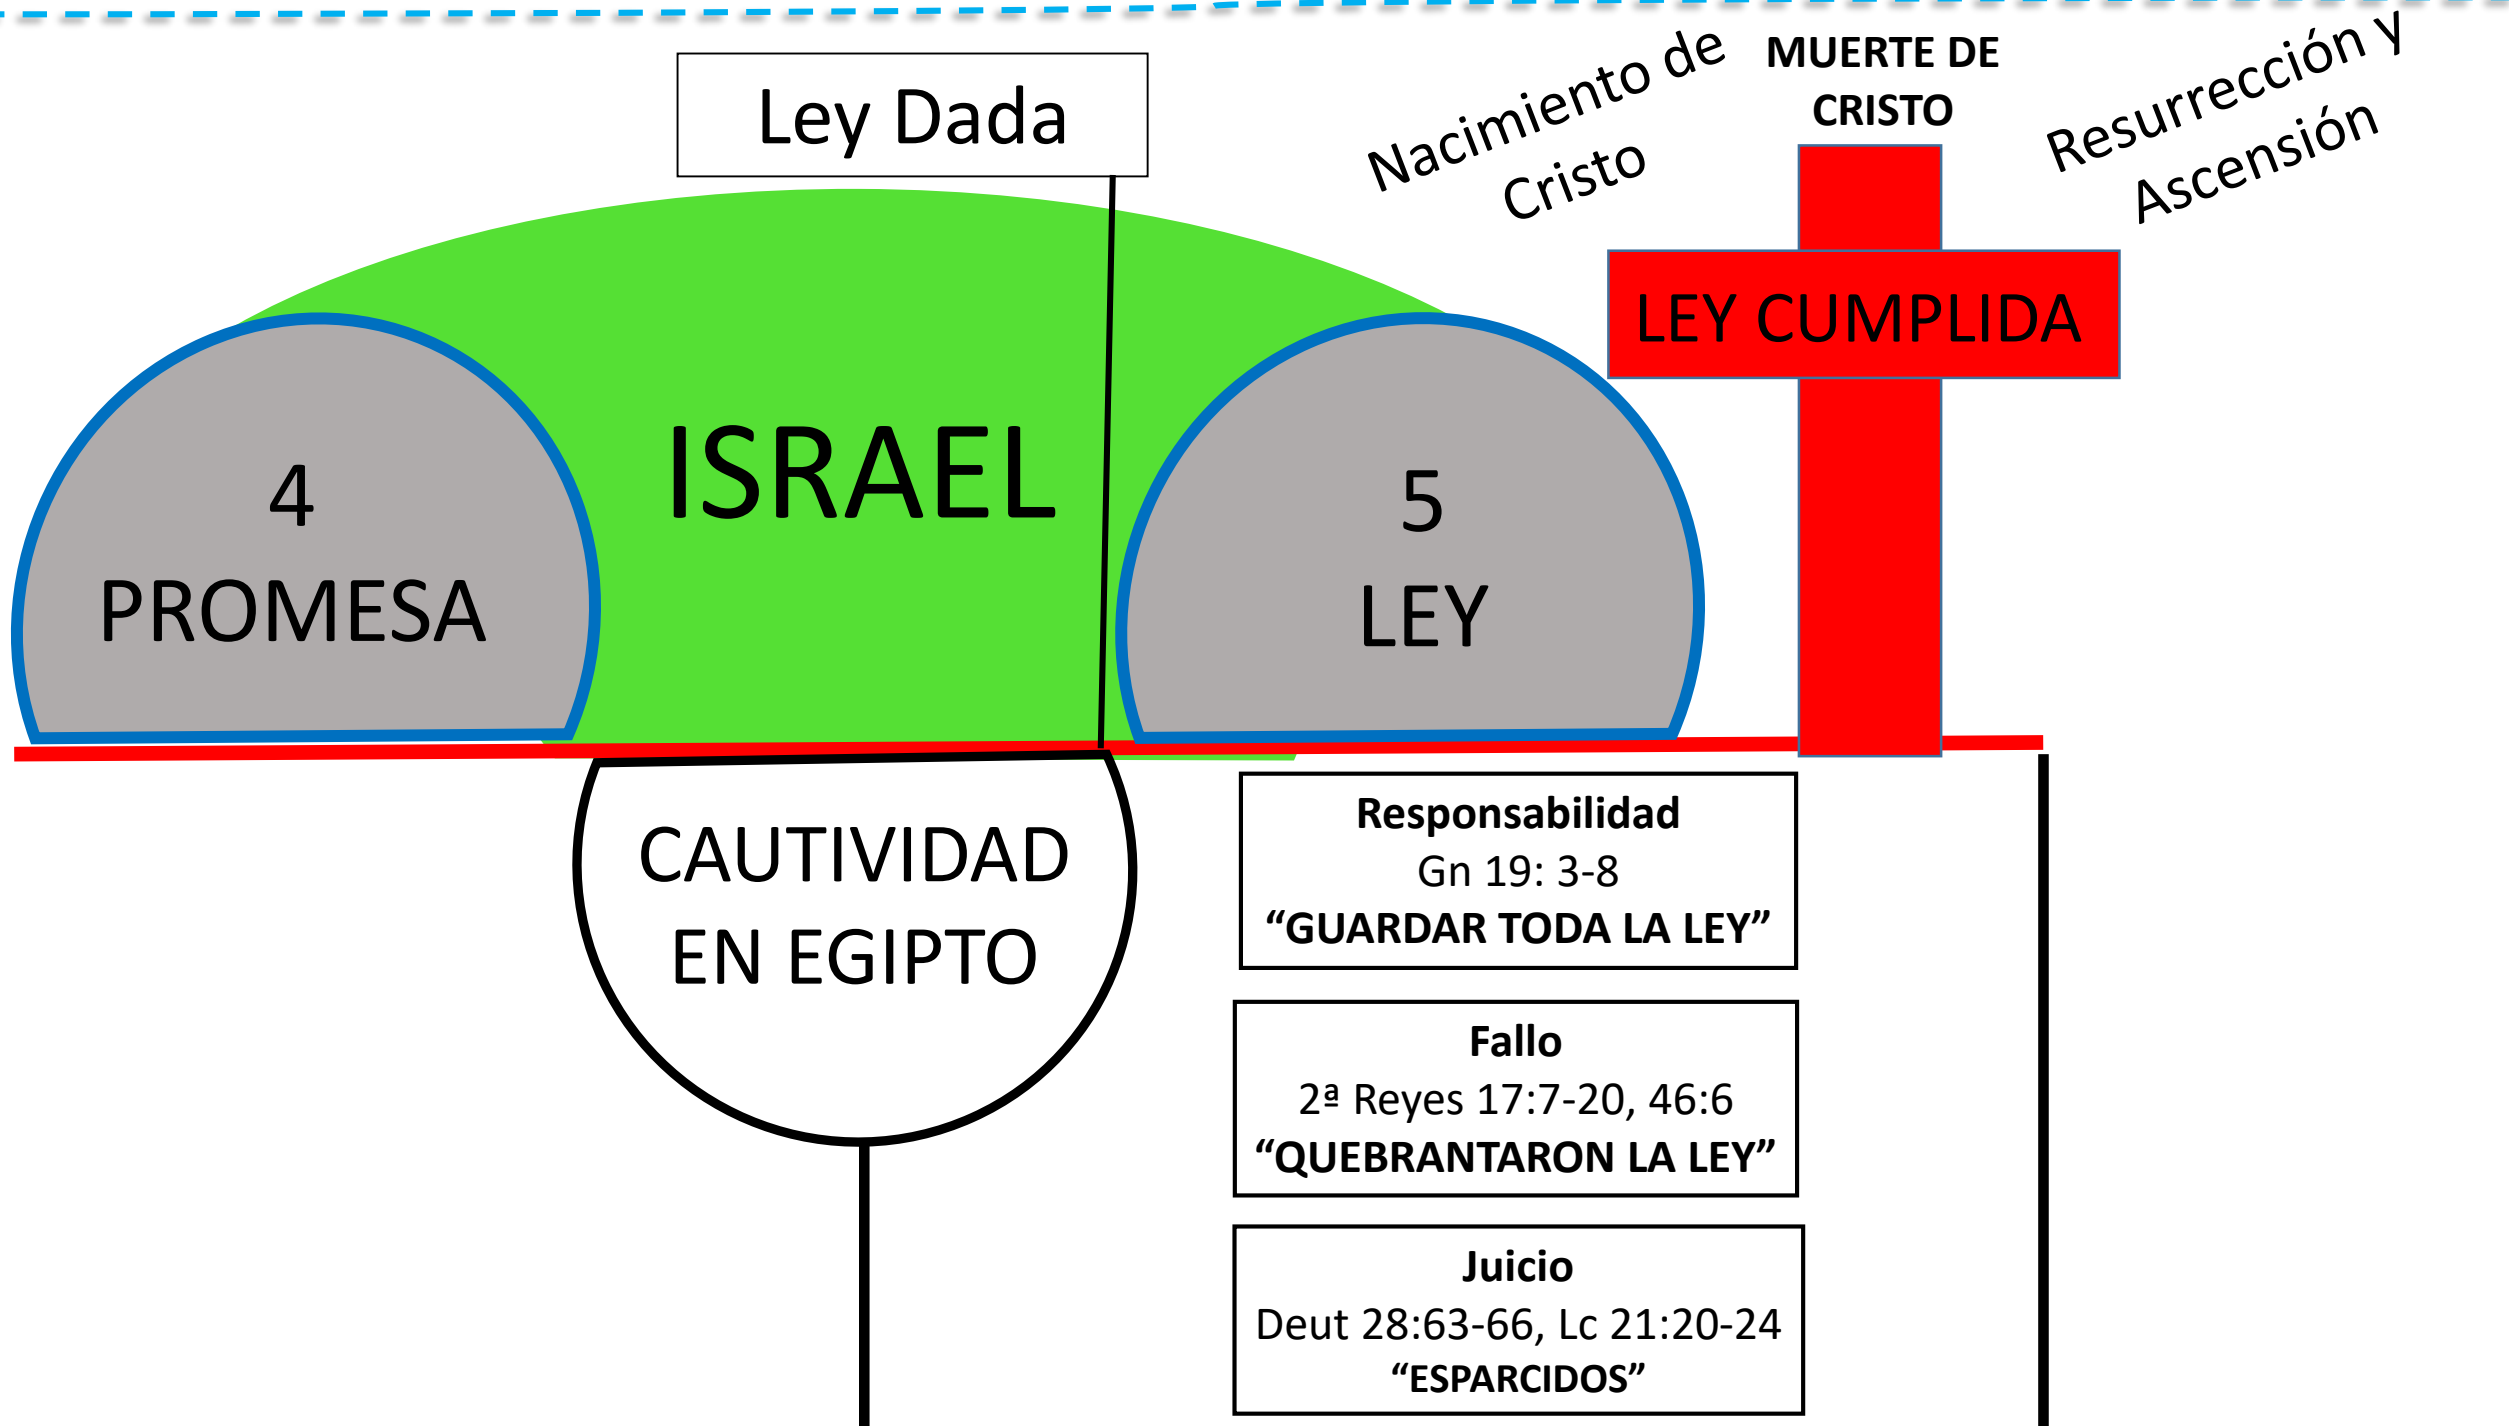 Ley Dada
Nacimiento de
Cristo
MUERTE DE
CRISTO
Resurrección y
Ascensión
LEY CUMPLIDA
ISRAEL
4
PROMESA
5
LEY
CAUTIVIDAD
EN EGIPTO
Responsabilidad
Gn 19: 3-8
“GUARDAR TODA LA LEY”
Fallo
2ª Reyes 17:7-20, 46:6
“QUEBRANTARON LA LEY”
Juicio
Deut 28:63-66, Lc 21:20-24
“ESPARCIDOS”